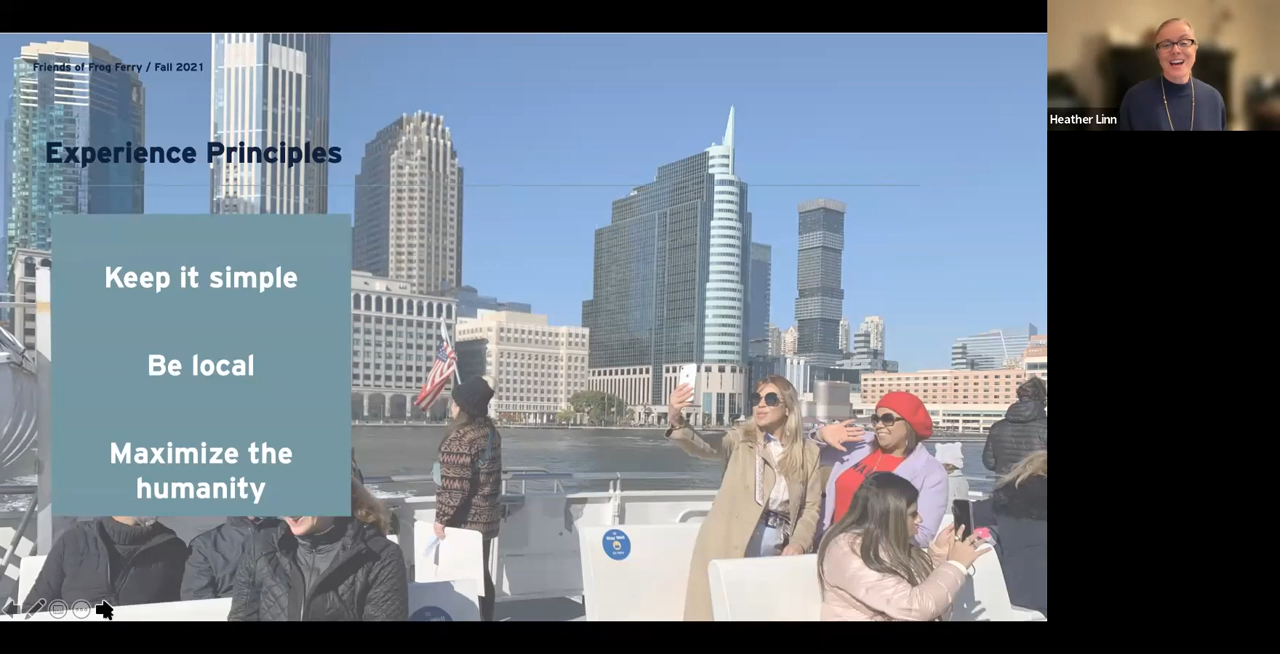 Friends of Frog Ferry / Fall 2021
Experience Principles
Keep it simple
Be local
Maximize the
humanity
Heather Linn